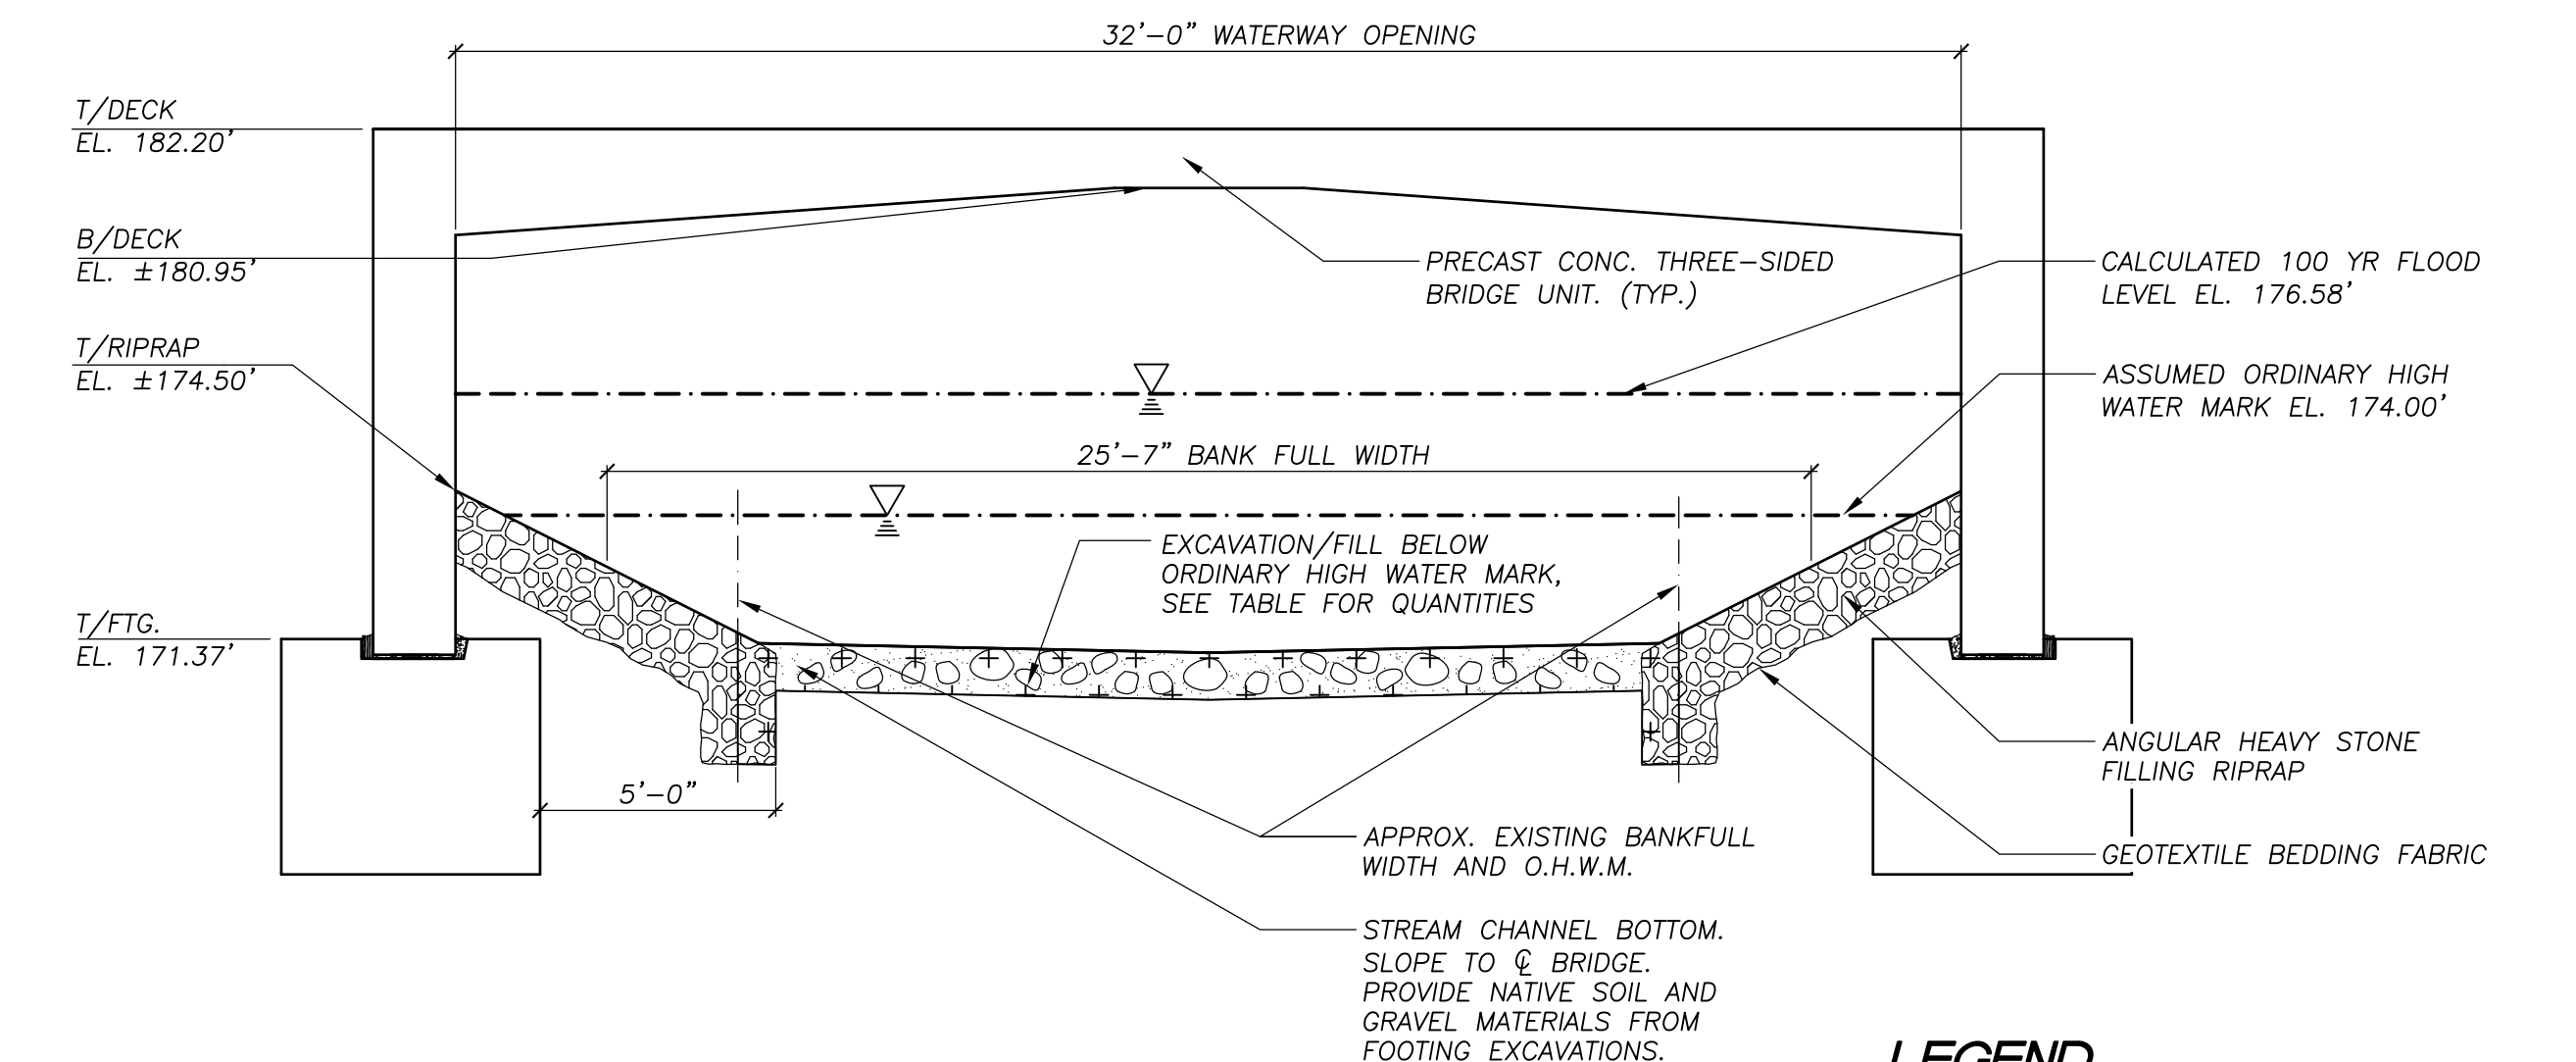 32'-0" WATERWAY OPENING
T/DECK
EL. 182.20'
B/DECK
EL. ±180.95'
PRECAST CONC. THREE-SIDED
BRIDGE UNIT. (TYP.)
CALCULATED 100 YR FLOOD
LEVEL EL. 176.58'
T/RIPRAP
EL. ±174.50'
ASSUMED ORDINARY HIGH
WATER MARK EL. 174.00'
25'-7" BANK FULL WIDTH
EXCAVATION/FILL BELOW
ORDINARY HIGH WATER MARK,
SEE TABLE FOR QUANTITIES
T/FTG.
EL. 171.37'
ANGULAR HEAVY STONE
FILLING RIPRAP
5'-0"
APPROX. EXISTING BANKFULL
WIDTH AND O.H.W.M.
GEOTEXTILE BEDDING FABRIC
STREAM CHANNEL BOTTOM.
SLOPE TO ℄ BRIDGE.
PROVIDE NATIVE SOIL AND
GRAVEL MATERIALS FROM
FOOTING EXCAVATIONS.
LEGEND